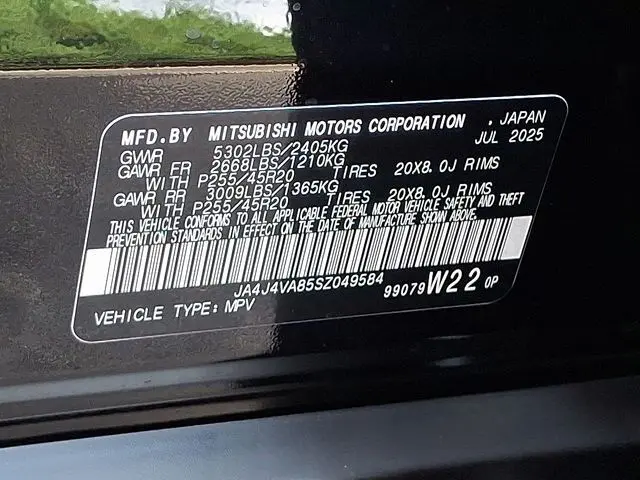 MFD.BY MITSUBISHI MOTORS CORPORATION . JAPAN
GVWR 5302LBS/2405KG JUL 2025
GAWR FR 2668LBS/1210KG
WITH P255/45R20 TIRES 20X8.0J RIMS
GAWR RR 3009LBS/1365KG
WITH P255/45R20 TIRES 20X8.0J RIMS
THIS VEHICLE CONFORMS TO ALL APPLICABLE FEDERAL MOTOR VEHICLE SAFETY AND THEFT
PREVENTION STANDARDS IN EFFECT ON THE DATE OF MANUFACTURE SHOWN ABOVE.
JA4J4VA85SZ049584
VEHICLE TYPE: MPV 99079 W22 0P